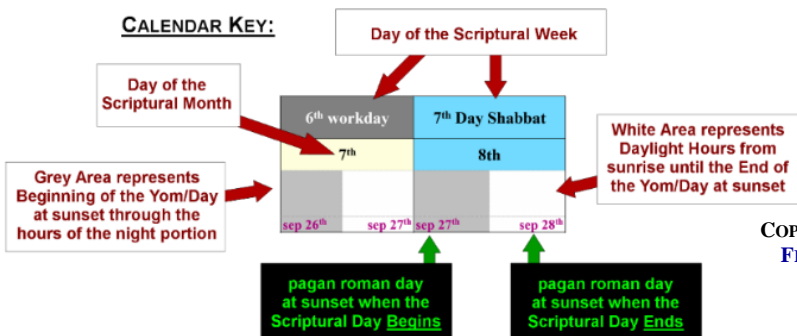 CALENDAR KEY:
Day of the Scriptural Week
Day of the
Scriptural Month
6th workday
7th Day Shabbat
7th
8th
White Area represents
Daylight Hours from
sunrise until the End of
the Yom/Day at sunset
Grey Area represents
Beginning of the Yom/Day
at sunset through the
hours of the night portion
sep 26th
sep 27th
sep 27th
sep 28th
pagan roman day
at sunset when the
Scriptural Day Begins
pagan roman day
at sunset when the
Scriptural Day Ends